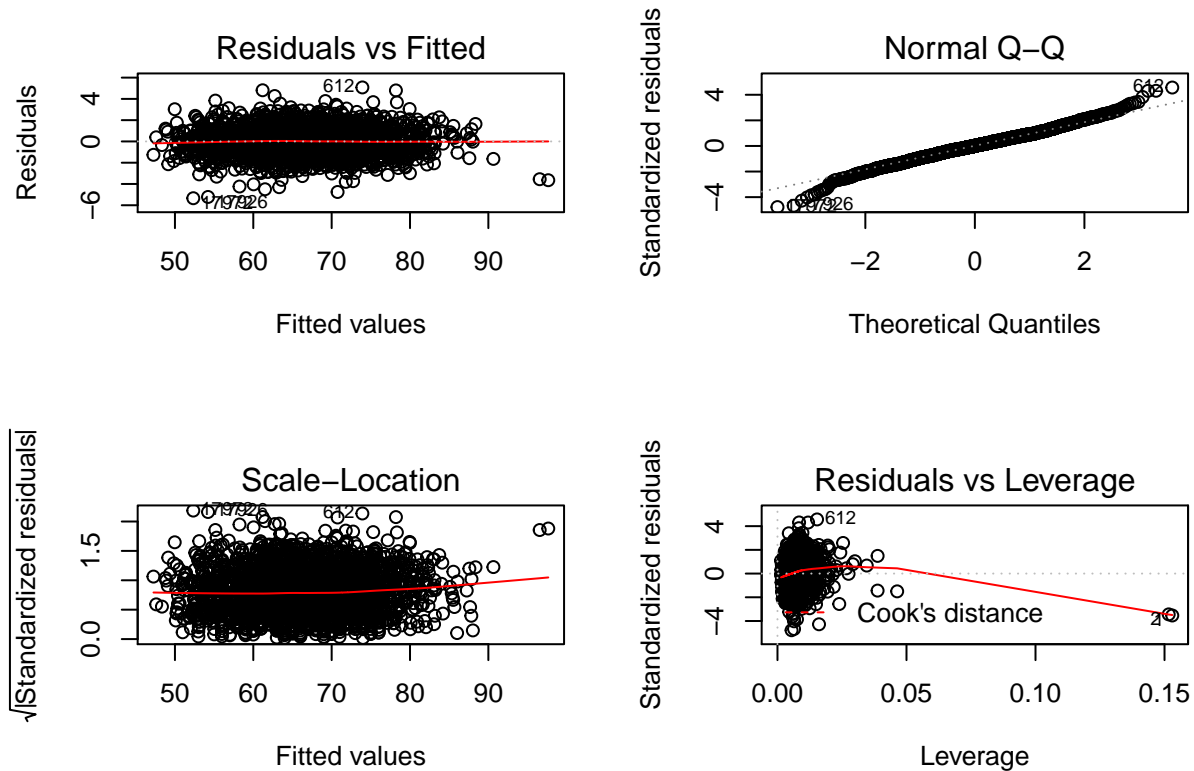 Residuals vs Fitted
Residuals
4
0
−6
612
50 60 70 80 90
Fitted values
Normal Q−Q
Standardized residuals
4
0
−4
612
−2 0 2
Theoretical Quantiles
Scale−Location
√|Standardized residuals|
1.5
0.0
612
50 60 70 80 90
Fitted values
Residuals vs Leverage
Standardized residuals
4
0
−4
612
Cook's distance
0.00 0.05 0.10 0.15
Leverage